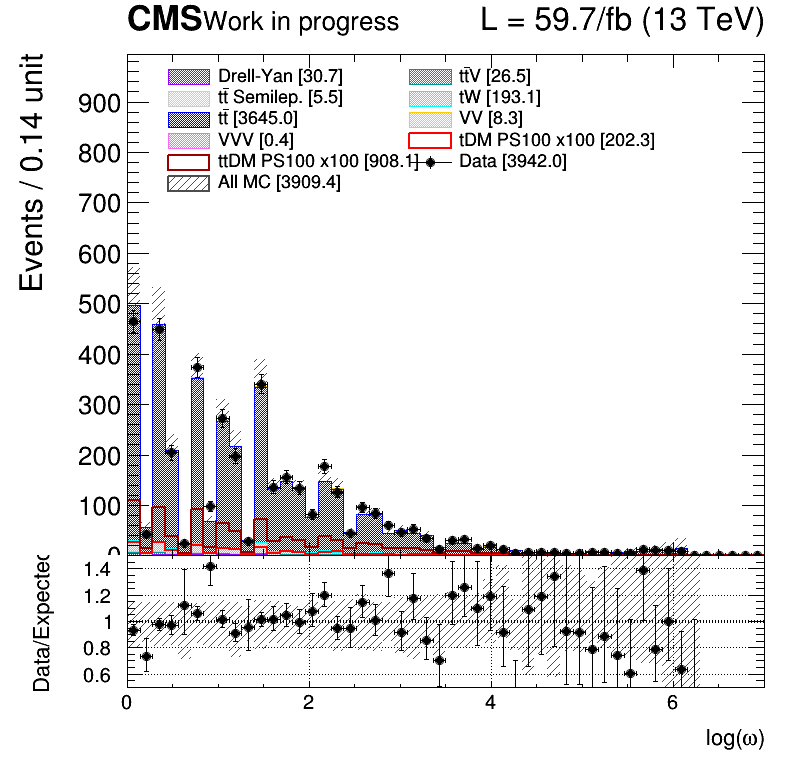 CMS Work in progress L = 59.7/fb (13 TeV)
Drell-Yan [30.7] tt̄V [26.5]
tt̄ Semilep. [5.5] tW [193.1]
tt̄ [3645.0] VV [8.3]
VVV [0.4] tDM PS100 x100 [202.3]
ttDM PS100 x100 [908.1] Data [3942.0]
All MC [3909.4]
Events / 0.14 unit
900
800
700
600
500
400
300
200
100
0
Data/Expected
1.4
1.2
1
0.8
0.6
0 2 4 6
log(ω)